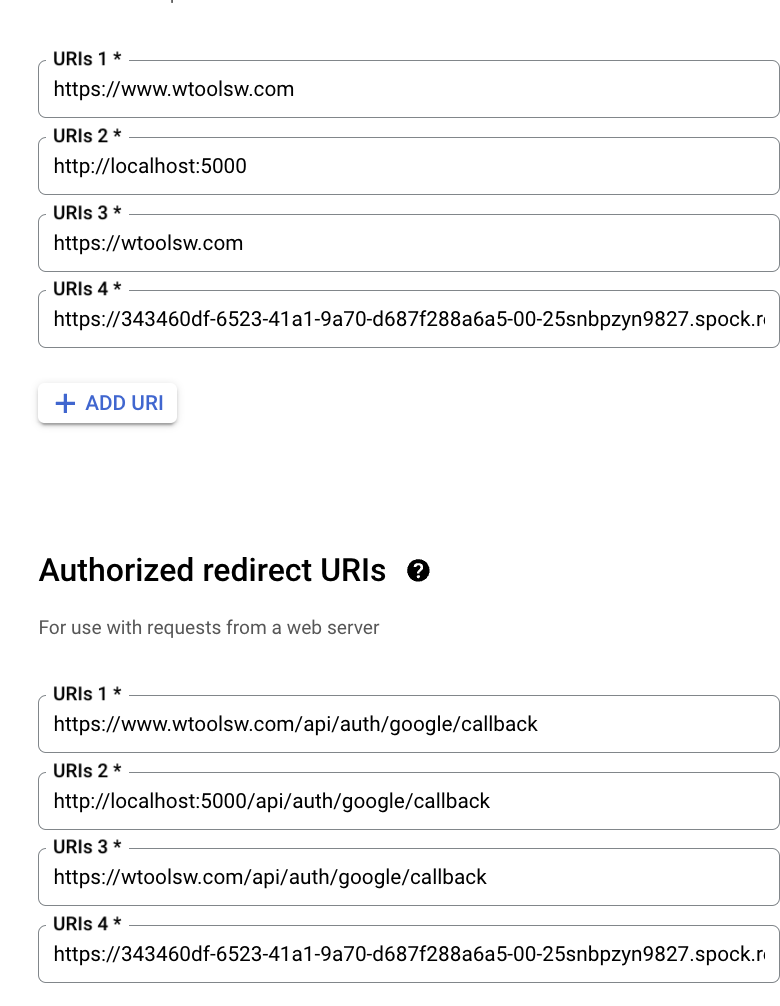 URIs 1 *
https://www.wtoolsw.com
URIs 2 *
http://localhost:5000
URIs 3 *
https://wtoolsw.com
URIs 4 *
https://343460df-6523-41a1-9a70-d687f288a6a5-00-25snbpzyn9827.spock.r
+ ADD URI
Authorized redirect URIs ?
For use with requests from a web server
URIs 1 *
https://www.wtoolsw.com/api/auth/google/callback
URIs 2 *
http://localhost:5000/api/auth/google/callback
URIs 3 *
https://wtoolsw.com/api/auth/google/callback
URIs 4 *
https://343460df-6523-41a1-9a70-d687f288a6a5-00-25snbpzyn9827.spock.r